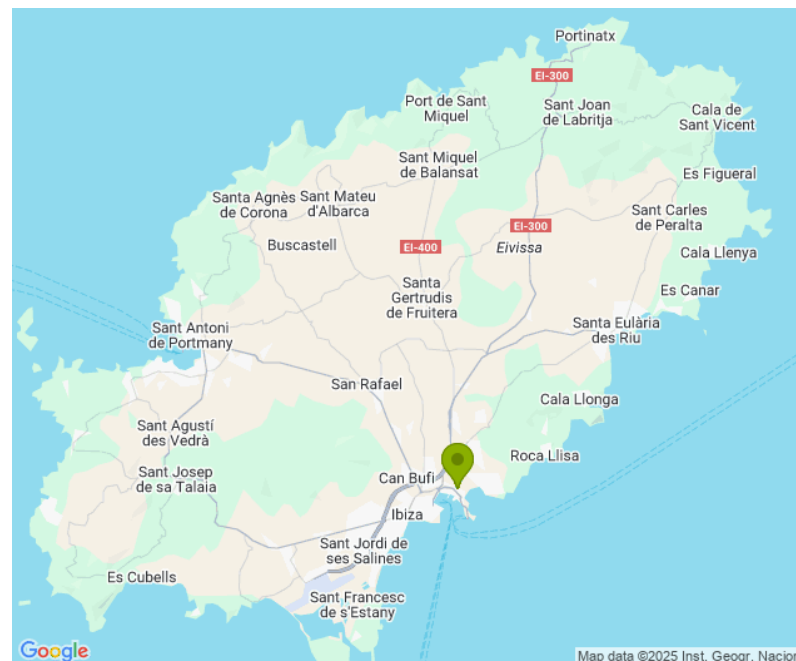 Portinatx
EI-300
Port de Sant
Miquel
Sant Joan
de Labritja
Cala de
Sant Vicent
Sant Miquel
de Balansat
Es Figueral
Santa Agnès
de Corona
Sant Mateu
d'Albarca
Sant Carles
de Peralta
EI-300
Buscastell
EI-400
Eivissa
Cala Llenya
Santa
Gertrudis
de Fruitera
Es Canar
Sant Antoni
de Portmany
Santa Eulària
des Riu
San Rafael
Cala Llonga
Sant Agustí
des Vedrà
Roca Llisa
Sant Josep
de sa Talaia
Can Bufi
Ibiza
Sant Jordi de
ses Salines
Es Cubells
Sant Francesc
de s'Estany
Google
Map data ©2025 Inst. Geogr. Nacion